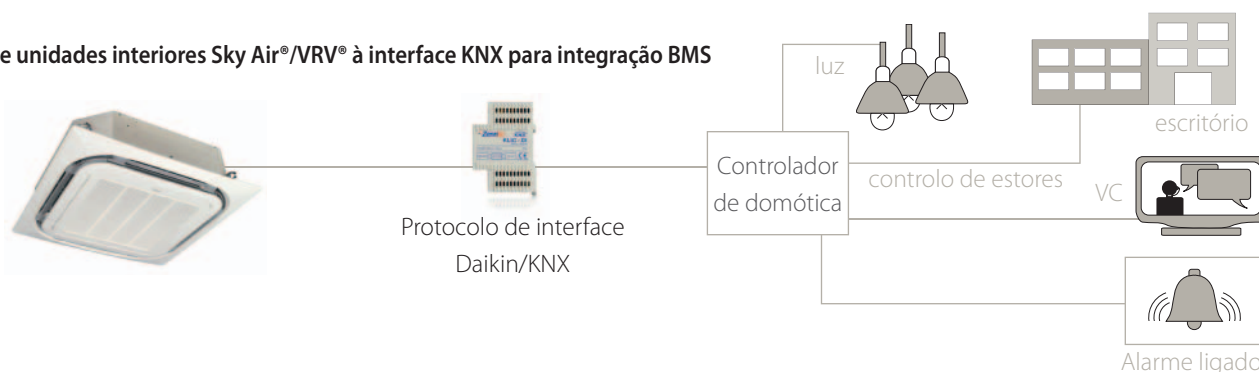 e unidades interiores Sky Air®/VRV® à interface KNX para integração BMS
luz
escritório
Controlador
de domótica
controlo de estores
VC
Protocolo de interface
Daikin/KNX
Alarme ligado